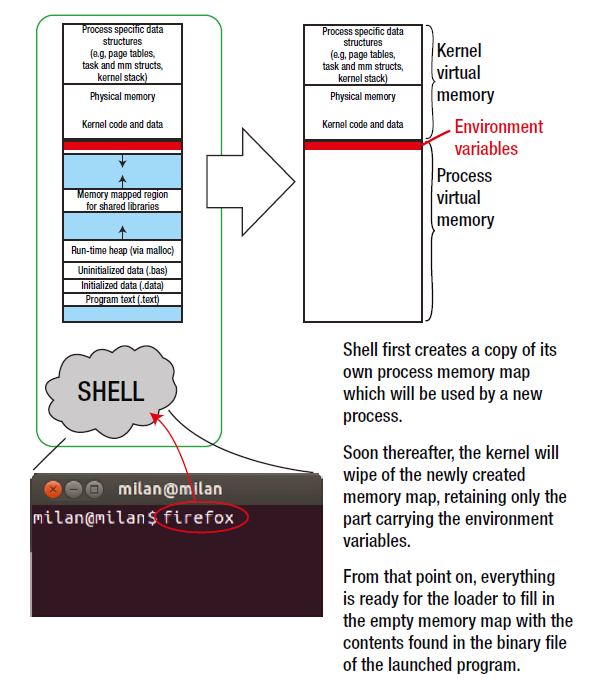 Process specific data
structures
(e.g, page tables,
task and mm structs,
kernel stack)
Physical memory
Kernel code and data
Memory mapped region
for shared libraries
Run-time heap (via malloc)
Uninitialized data (.bas)
Initialized data (.data)
Program text (.text)
Process specific data
structures
(e.g, page tables,
task and mm structs,
kernel stack)
Physical memory
Kernel code and data
Kernel
virtual
memory
Environment
variables
Process
virtual
memory
SHELL
milan@milan
milan@milan$ firefox
Shell first creates a copy of its
own process memory map
which will be used by a new
process.
Soon thereafter, the kernel will
wipe of the newly created
memory map, retaining only the
part carrying the environment
variables.
From that point on, everything
is ready for the loader to fill in
the empty memory map with the
contents found in the binary file
of the launched program.